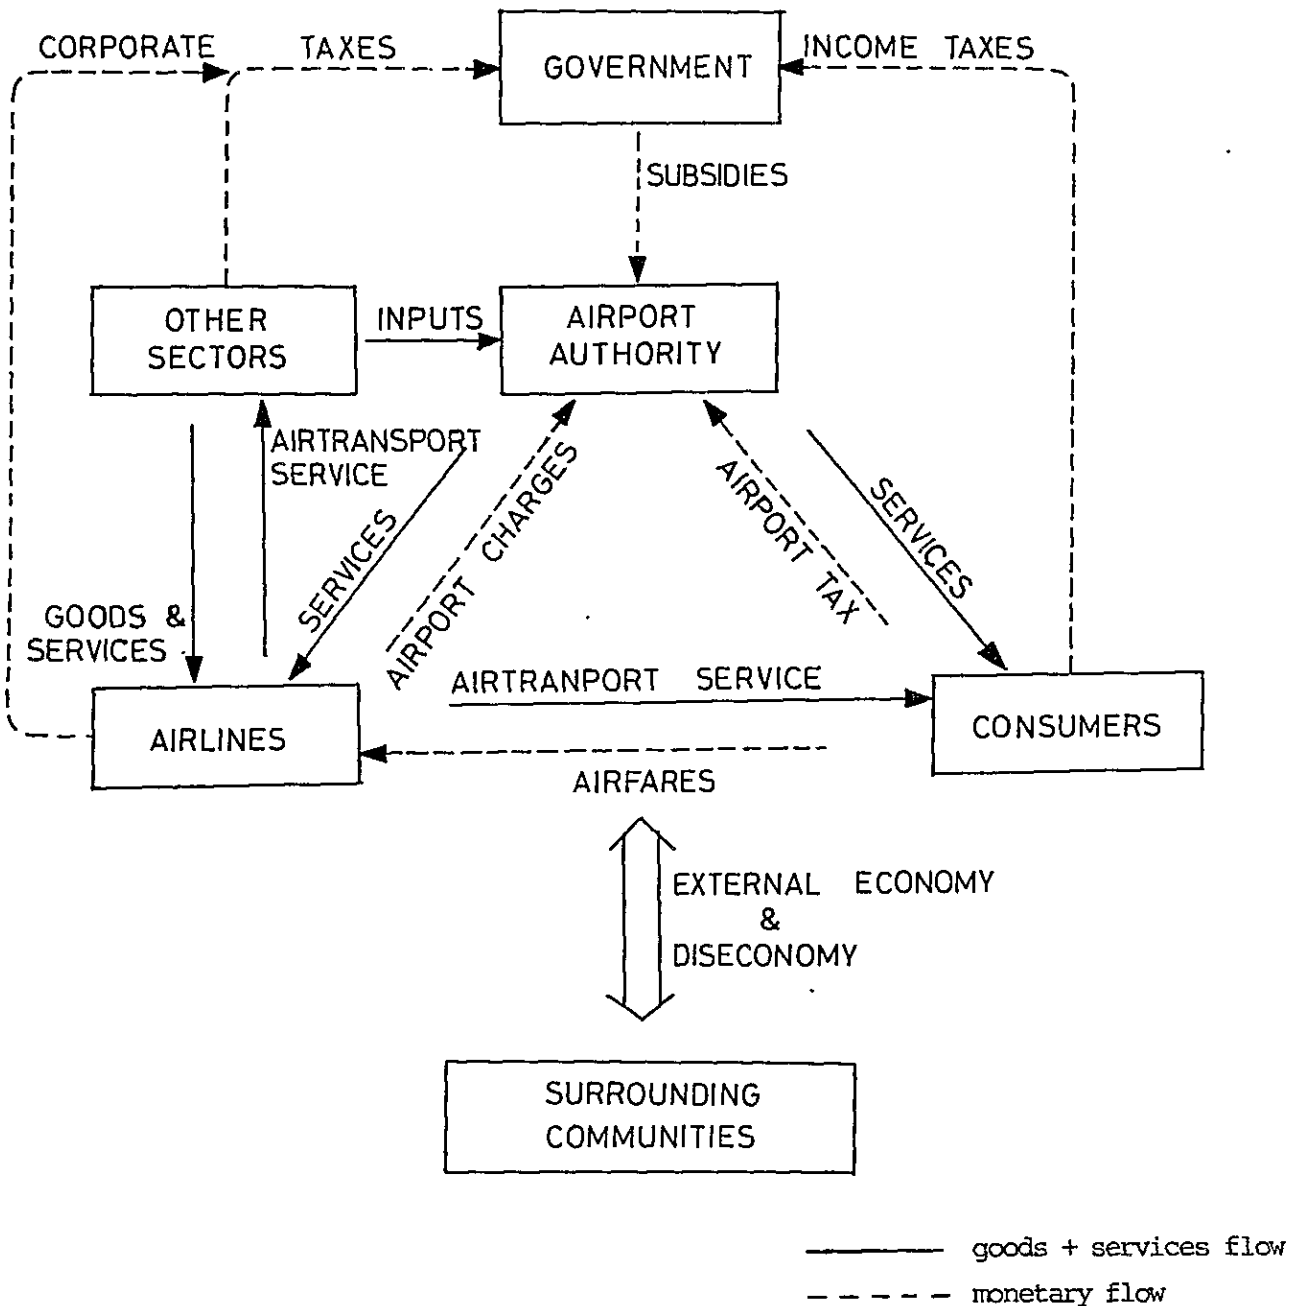 CORPORATE TAXES
GOVERNMENT
INCOME TAXES
SUBSIDIES
OTHER
SECTORS
INPUTS
AIRPORT
AUTHORITY
AIRTRANSPORT
SERVICE
GOODS &
SERVICES
SERVICES
AIRPORT CHARGES
AIRPORT TAX
SERVICES
AIRTRANPORT SERVICE
AIRLINES
CONSUMERS
AIRFARES
EXTERNAL ECONOMY
&
DISECONOMY
SURROUNDING
COMMUNITIES
goods + services flow
monetary flow